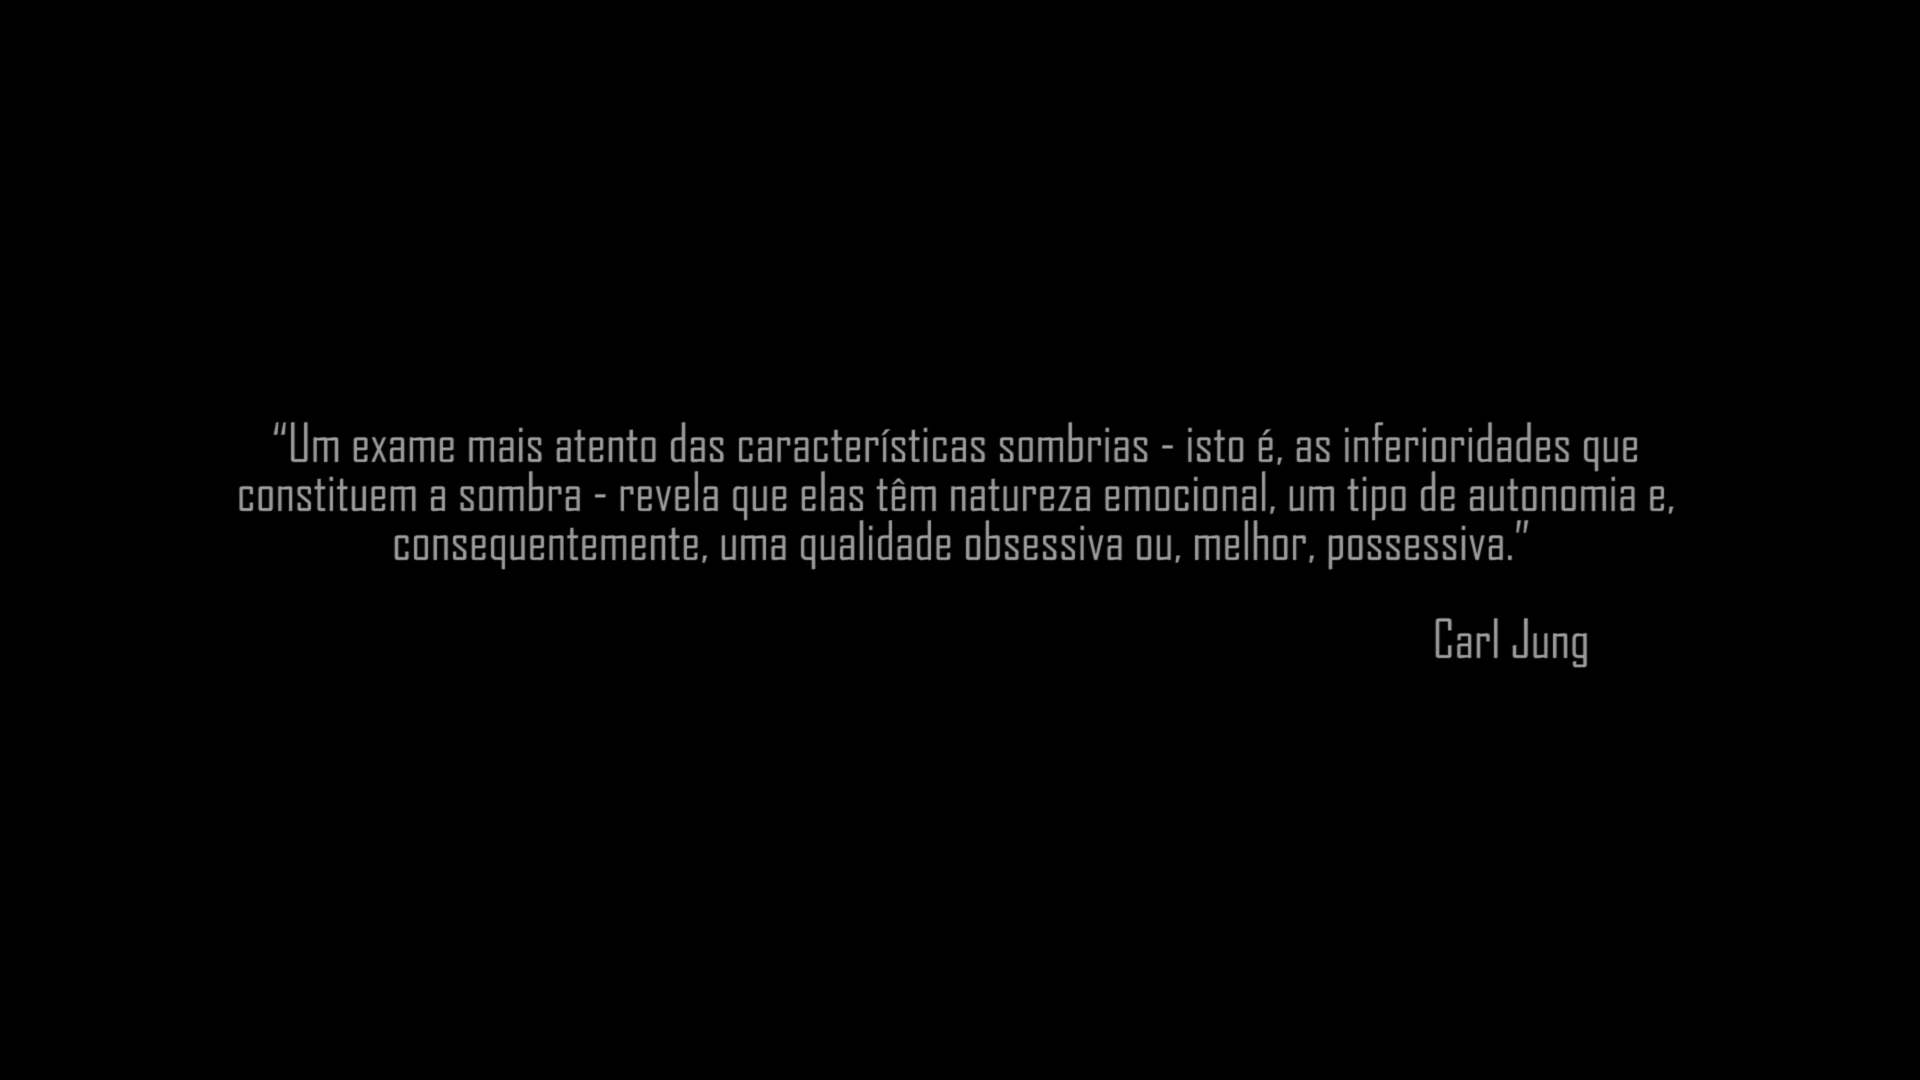 “Um exame mais atento das características sombrias - isto é, as inferioridades que
constituem a sombra - revela que elas têm natureza emocional, um tipo de autonomia e,
consequentemente, uma qualidade obsessiva ou, melhor, possessiva.”
Carl Jung